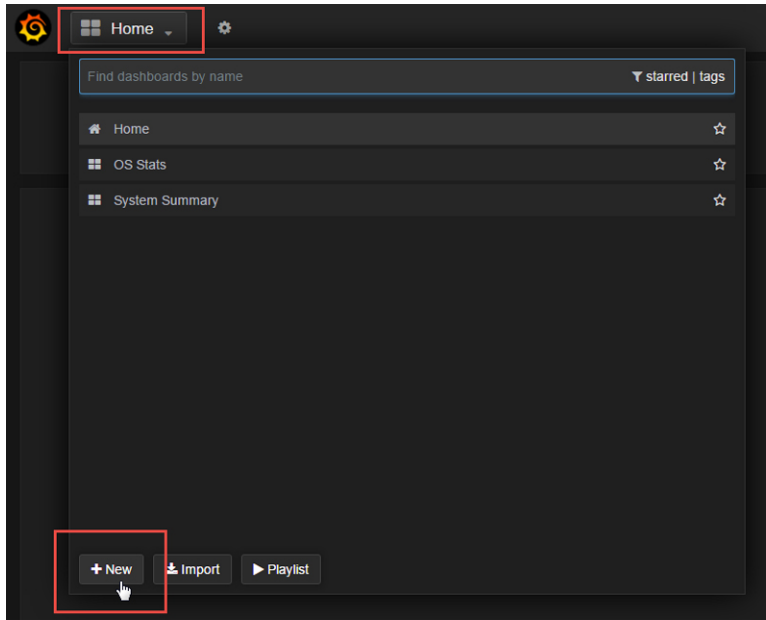 Home
Find dashboards by name starred | tags
Home
OS Stats
System Summary
New Import Playlist